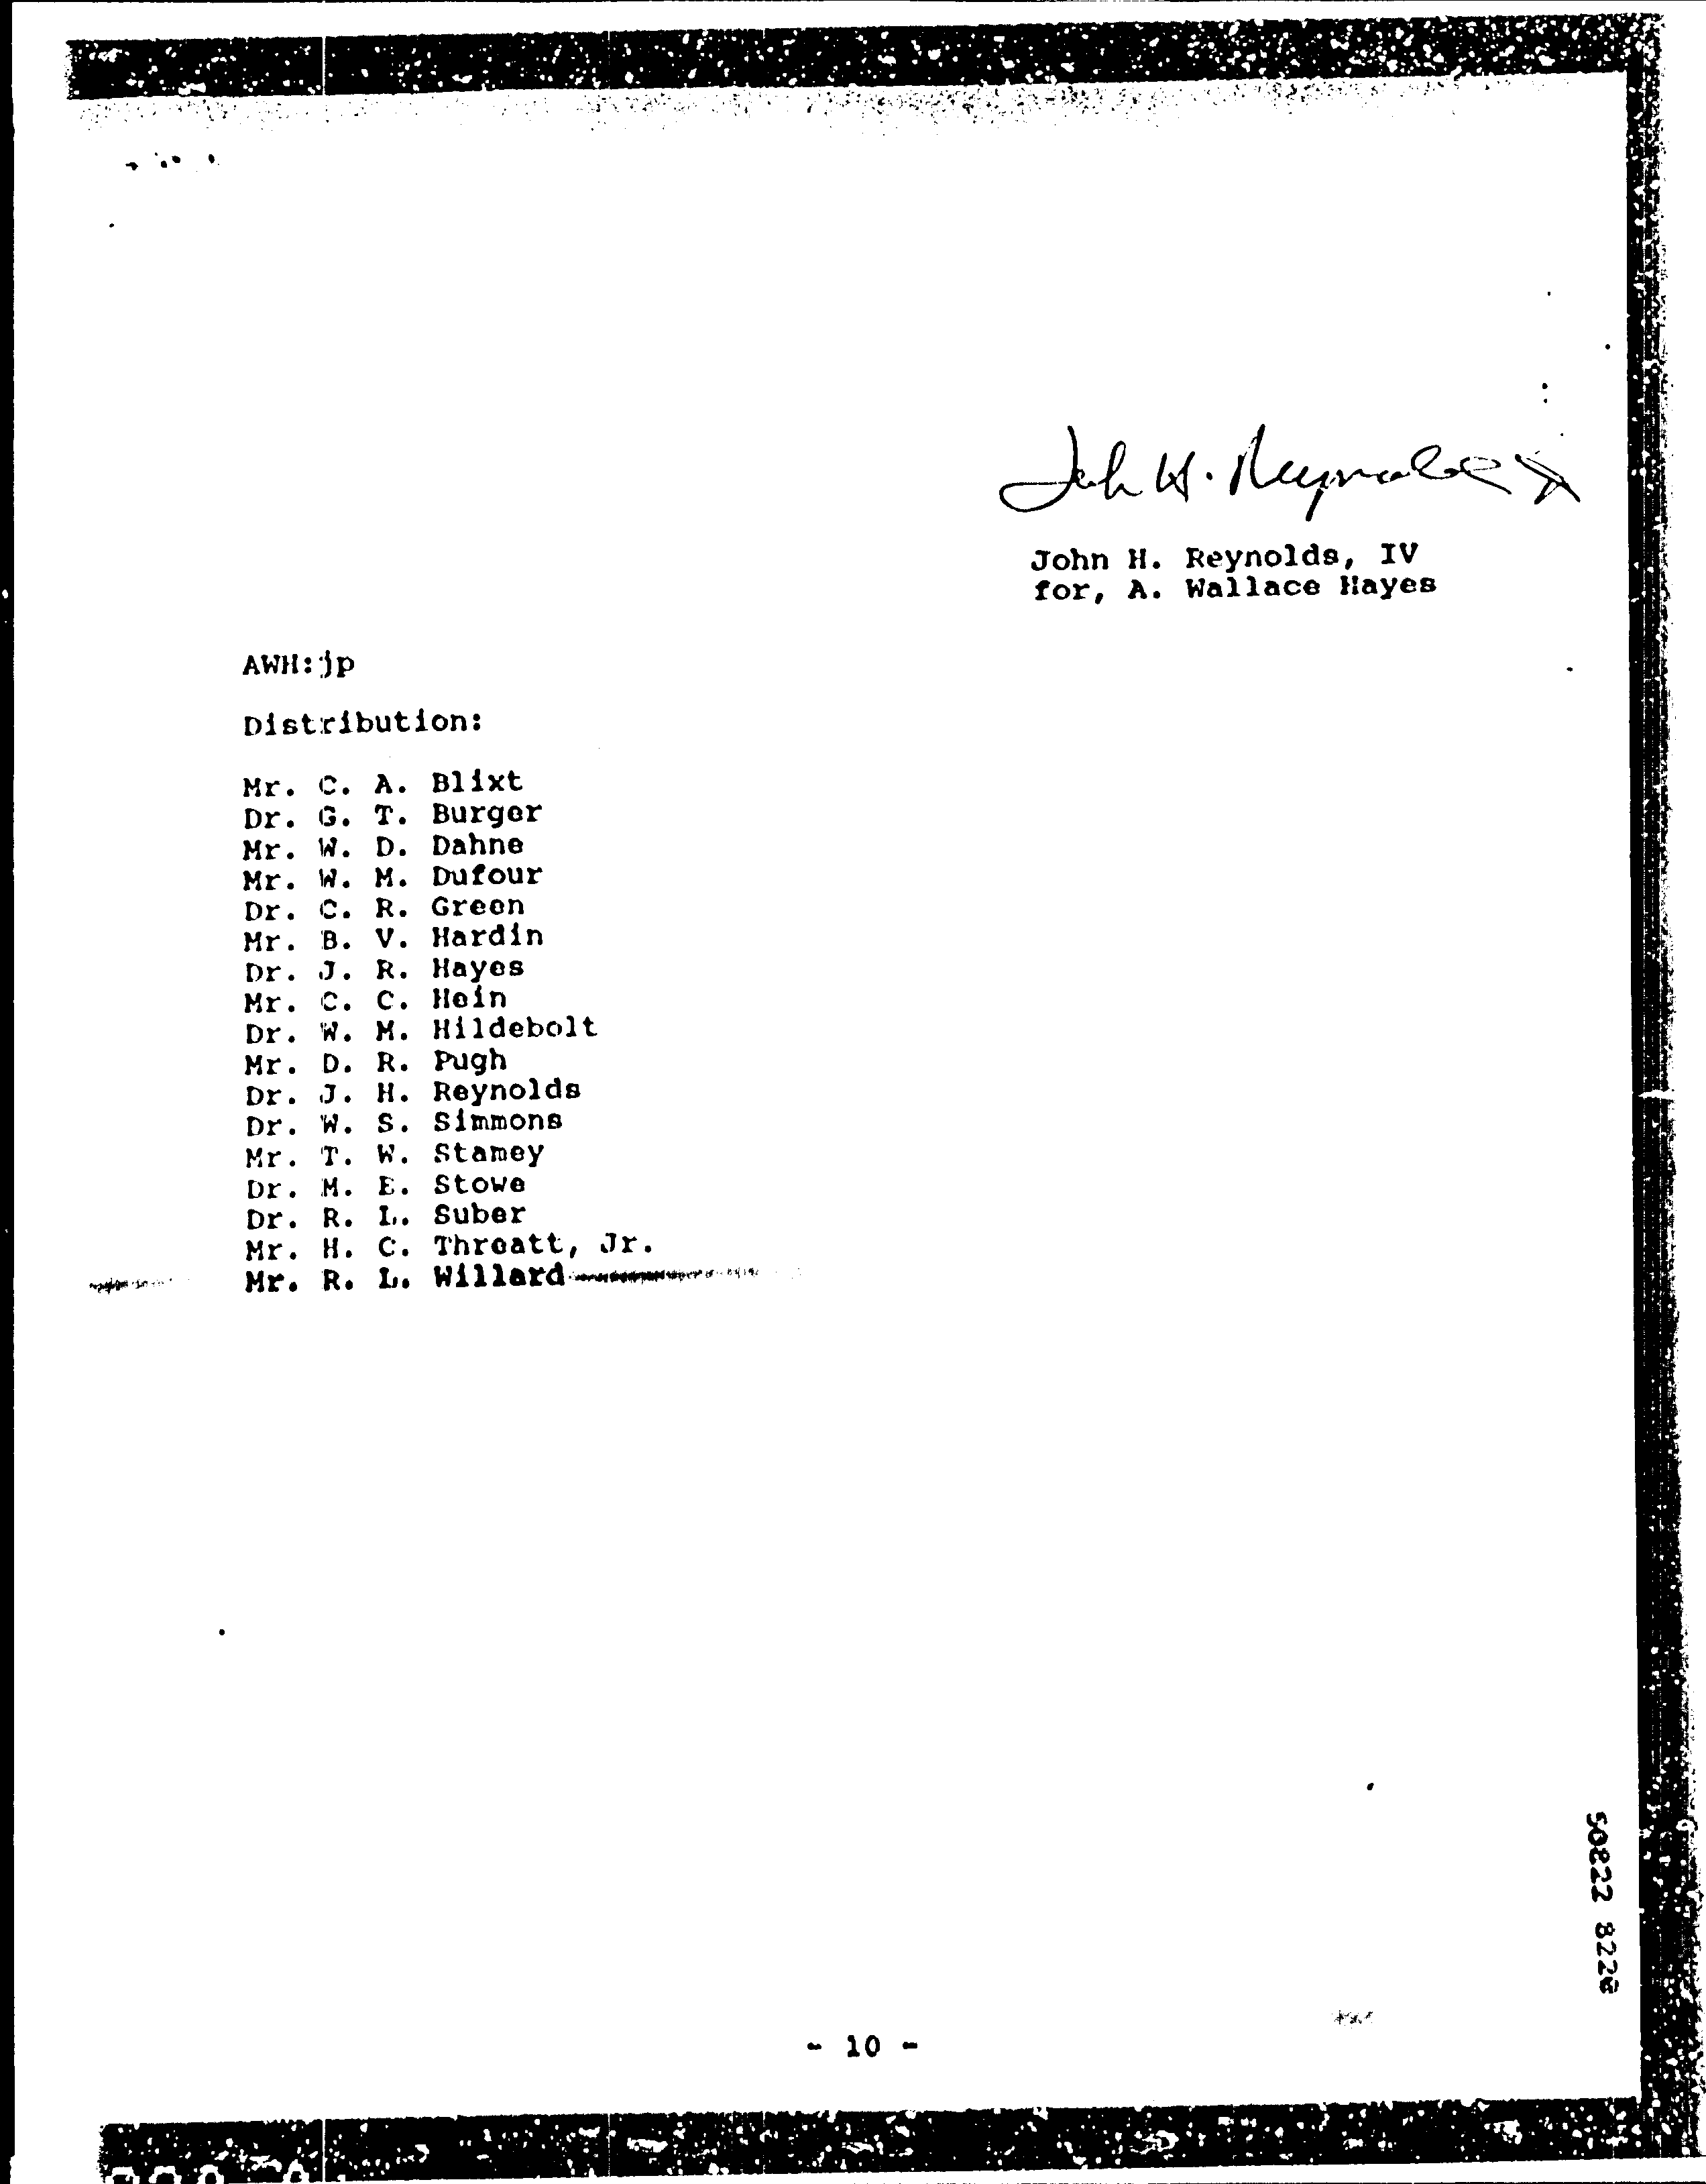 John H. Reynolds
John H. Reynolds, IV
for, A. Wallace Hayes
AWH:jp
Distribution:
Mr. C. A. Blixt
Dr. G. T. Burger
Mr. W. D. Dahne
Mr. W. M. Dufour
Dr. C. R. Green
Mr. B. V. Hardin
Dr. J. R. Hayes
Mr. C. C. Hein
Dr. W. M. Hildebolt
Mr. D. R. Pugh
Dr. J. H. Reynolds
Dr. W. S. Simmons
Mr. T. W. Stamey
Dr. M. E. Stowe
Dr. R. L. Suber
Mr. H. C. Threatt, Jr.
Mr. R. L. Willard
50822 8226
- 10 -